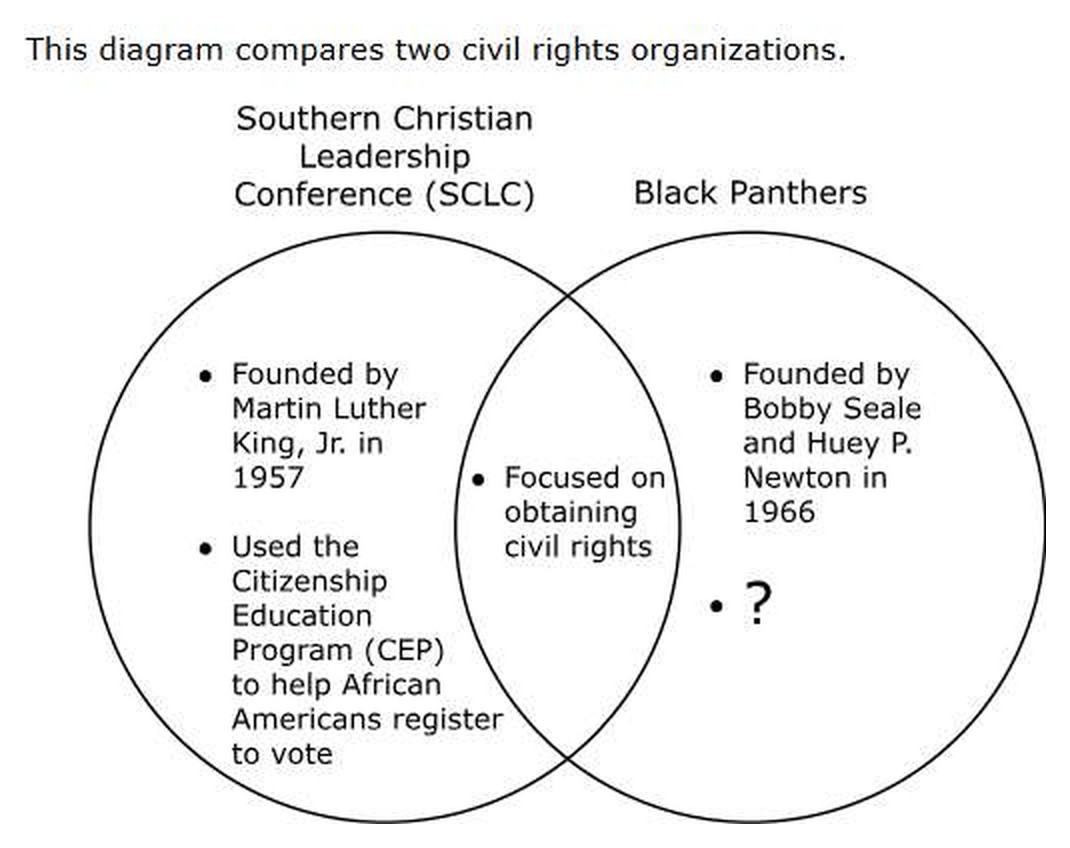 This diagram compares two civil rights organizations.
Southern Christian
Leadership
Conference (SCLC)
Black Panthers
• Founded by
Martin Luther
King, Jr. in
1957
• Used the
Citizenship
Education
Program (CEP)
to help African
Americans register
to vote
• Focused on
obtaining
civil rights
• Founded by
Bobby Seale
and Huey P.
Newton in
1966
• ?